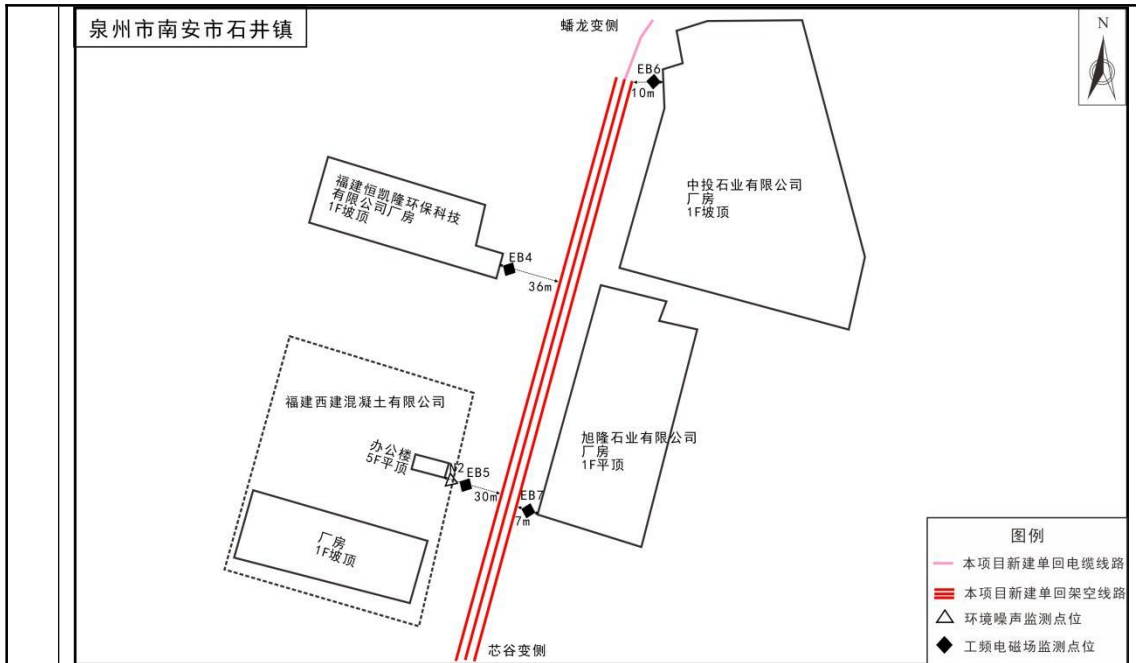 泉州市南安市石井镇
蟠龙变侧
N
EB6
10m
中投石业有限公司
厂房
1F坡顶
福建恒凯隆环保科技
有限公司厂房
1F坡顶
EB4
36m
福建西建混凝土有限公司
办公楼
5F平顶
N2
EB5
30m
EB7
7m
旭隆石业有限公司
厂房
1F平顶
厂房
1F坡顶
芯谷变侧
图例
本项目新建单回电缆线路
本项目新建单回架空线路
环境噪声监测点位
工频电磁场监测点位